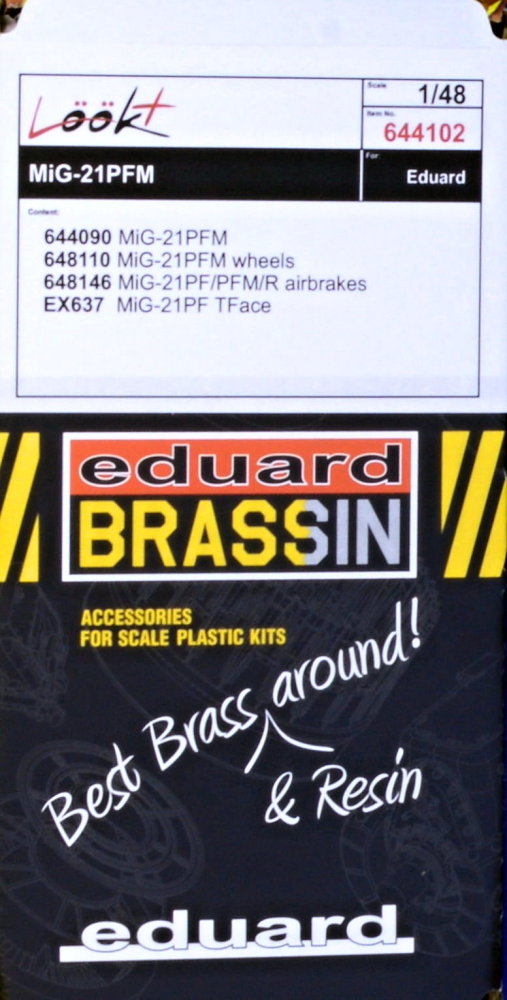 Löökt
Scale
1/48
Item No.
644102
MiG-21PFM
For:
Eduard
Content:
644090 MiG-21PFM
648110 MiG-21PFM wheels
648146 MiG-21PF/PFM/R airbrakes
EX637 MiG-21PF TFace
eduard
BRASSIN
ACCESSORIES
FOR SCALE PLASTIC KITS
Best Brass around!
& Resin
eduard